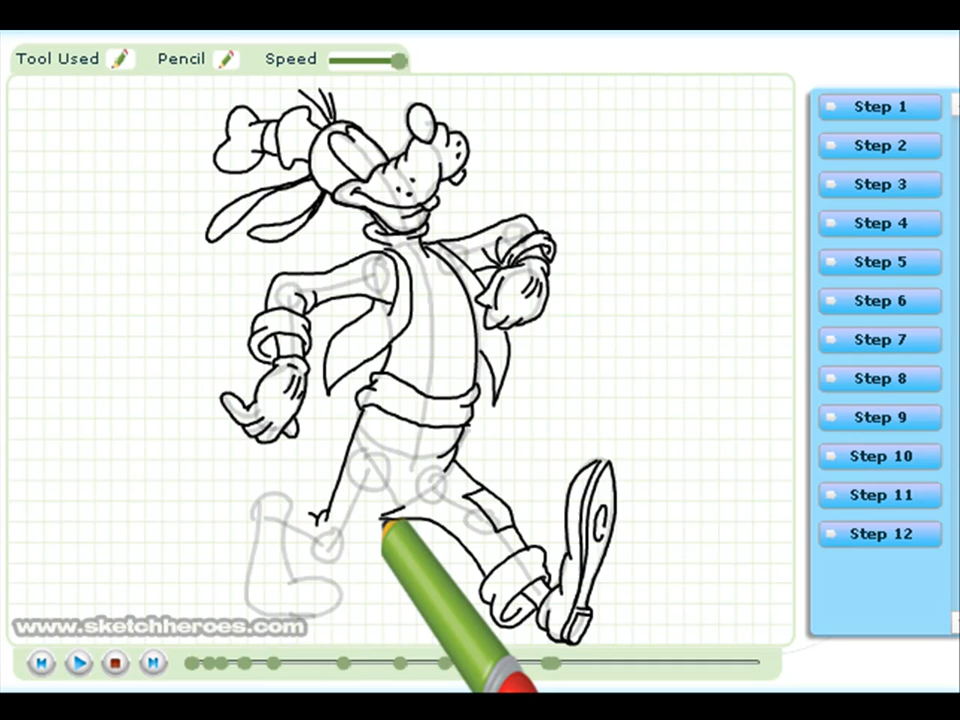 Tool Used Pencil Speed
Step 1
Step 2
Step 3
Step 4
Step 5
Step 6
Step 7
Step 8
Step 9
Step 10
Step 11
Step 12
www.sketchheroes.com